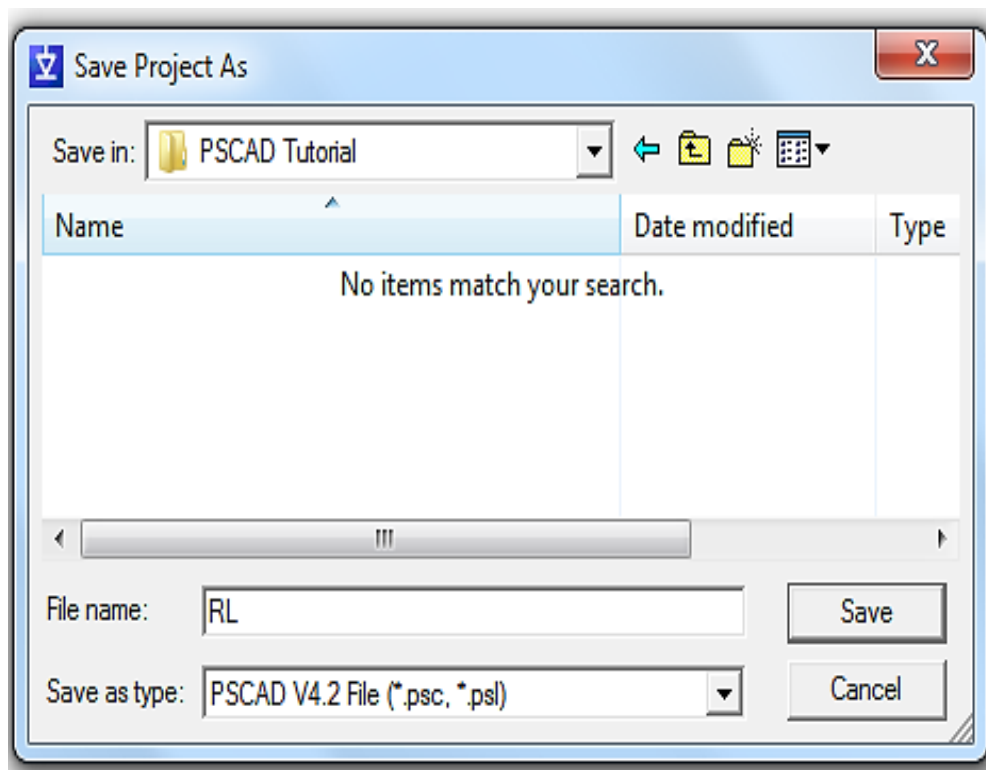 Save Project As
Save in: PSCAD Tutorial
Name Date modified Type
No items match your search.
File name: RL
Save
Save as type: PSCAD V4.2 File (*.psc, *.psl)
Cancel